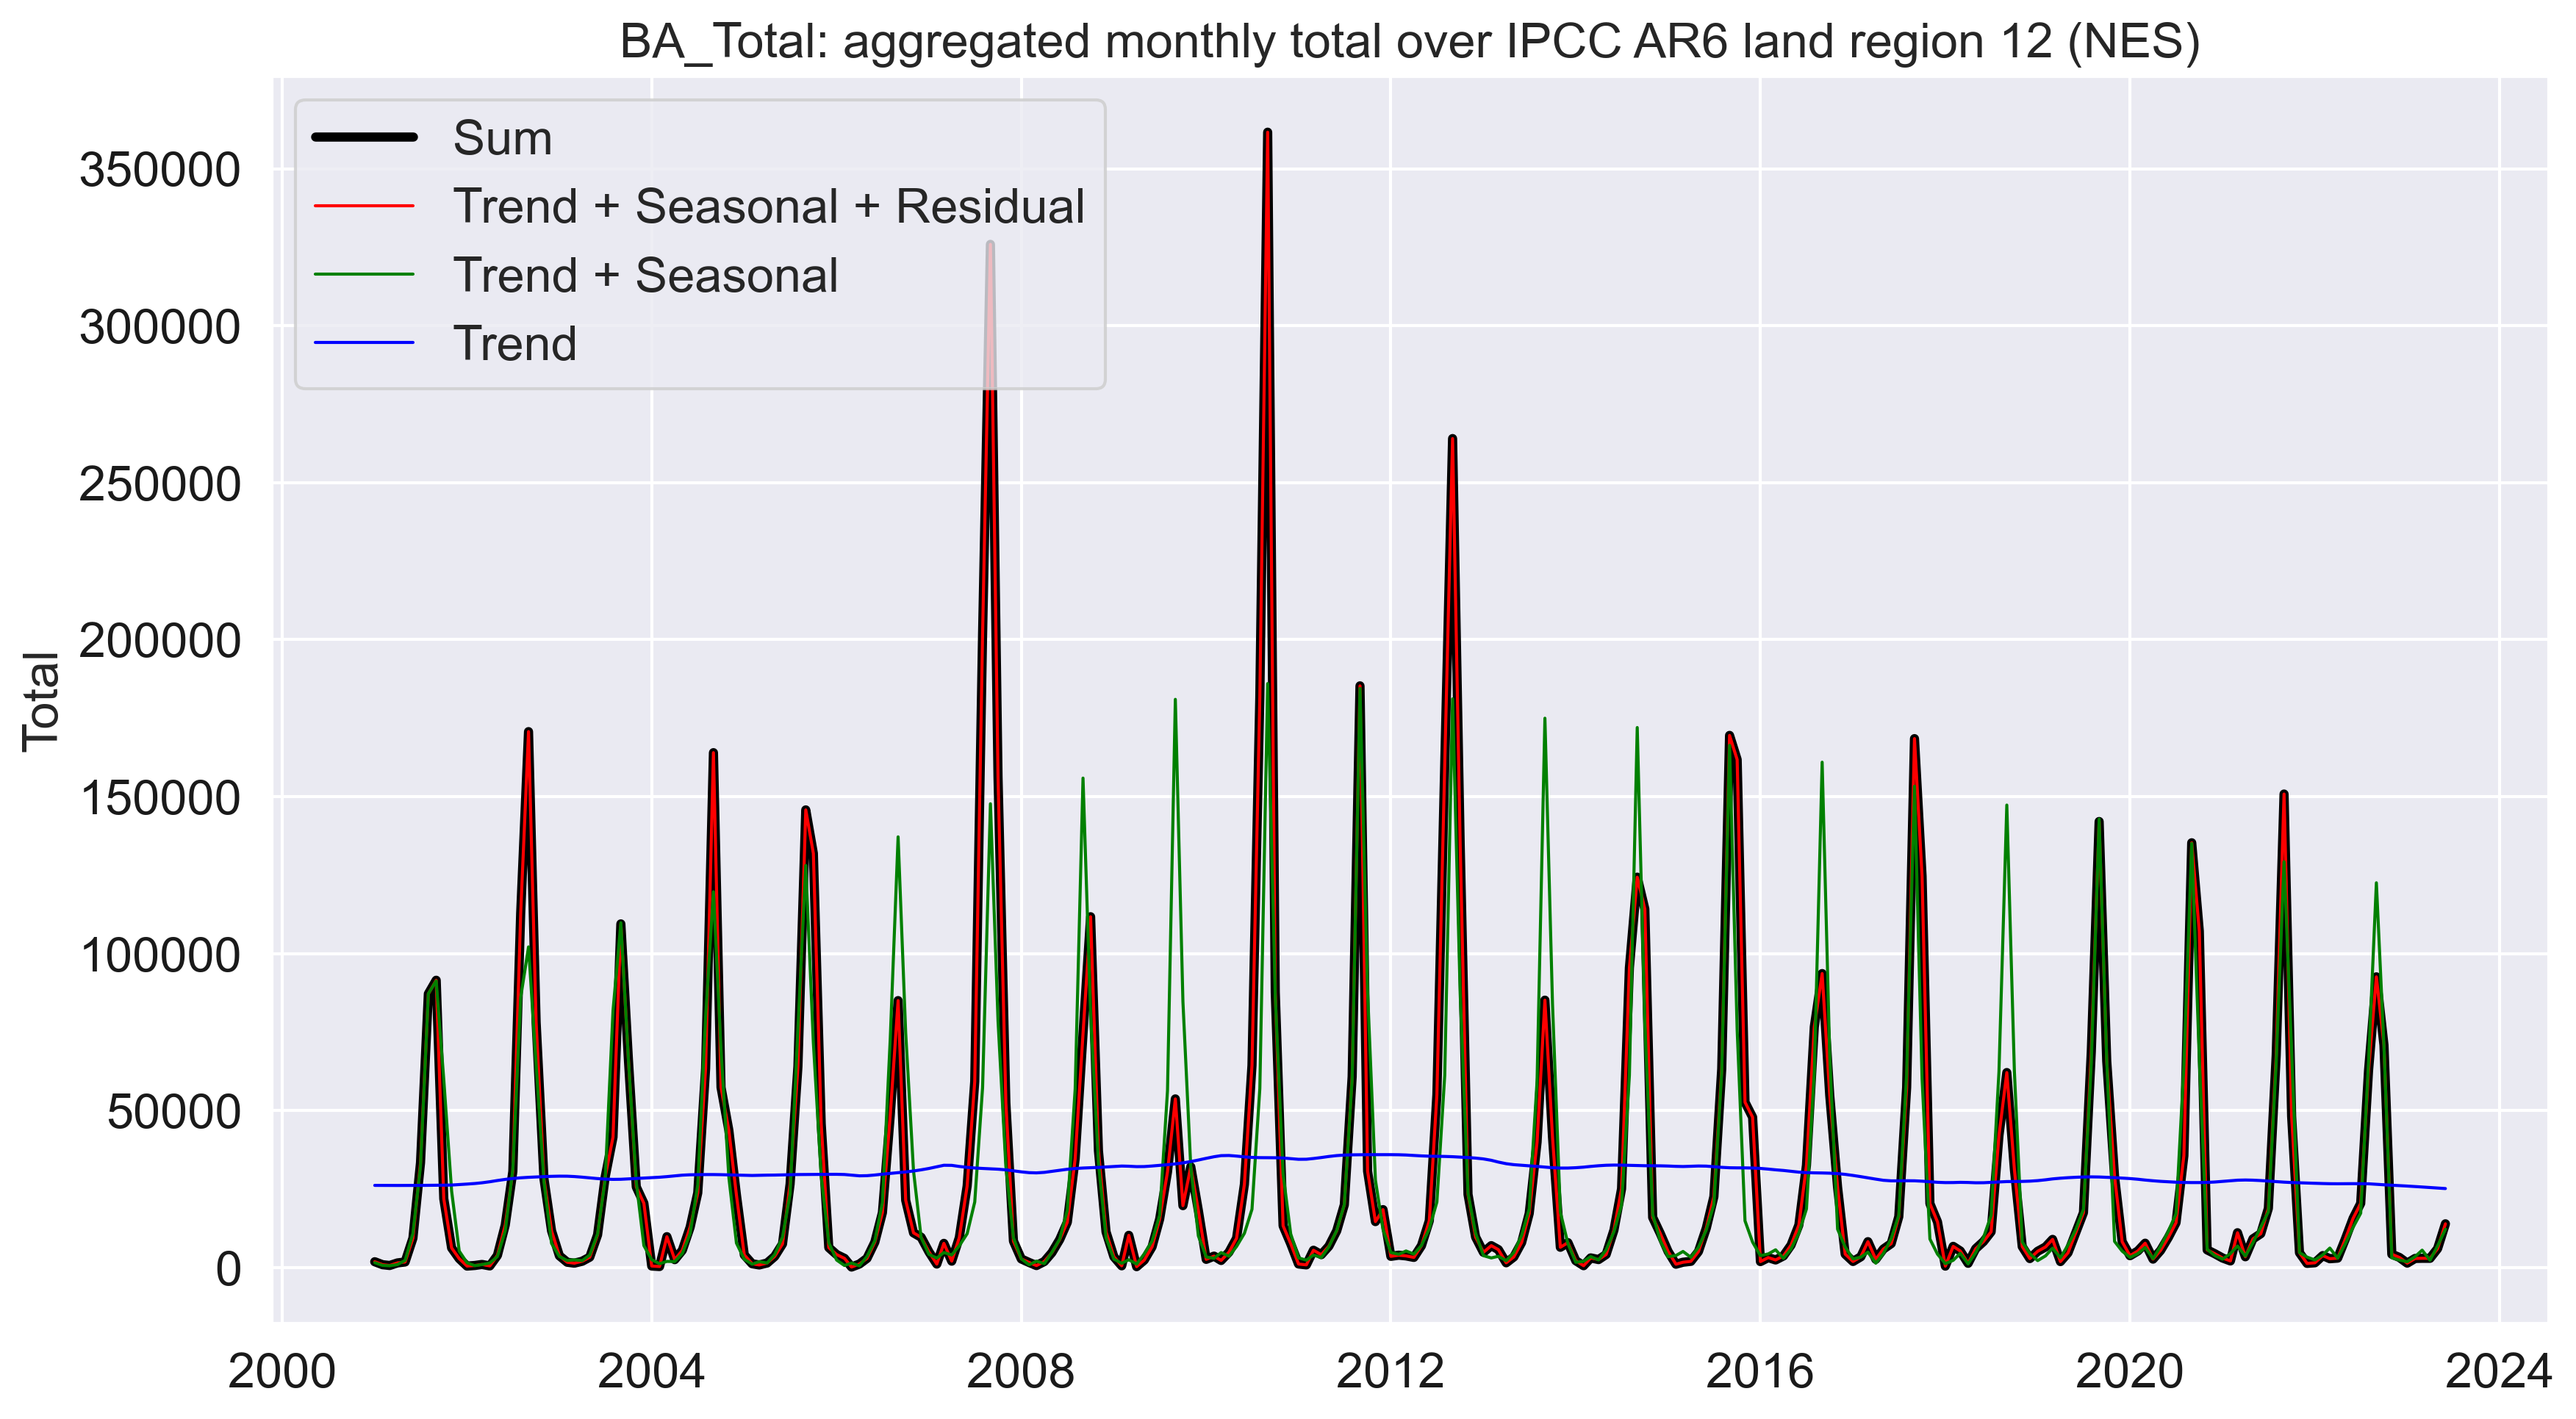 BA_Total: aggregated monthly total over IPCC AR6 land region 12 (NES)
Sum
Trend + Seasonal + Residual
Trend + Seasonal
Trend
Total
350000
300000
250000
200000
150000
100000
50000
0
2000 2004 2008 2012 2016 2020 2024